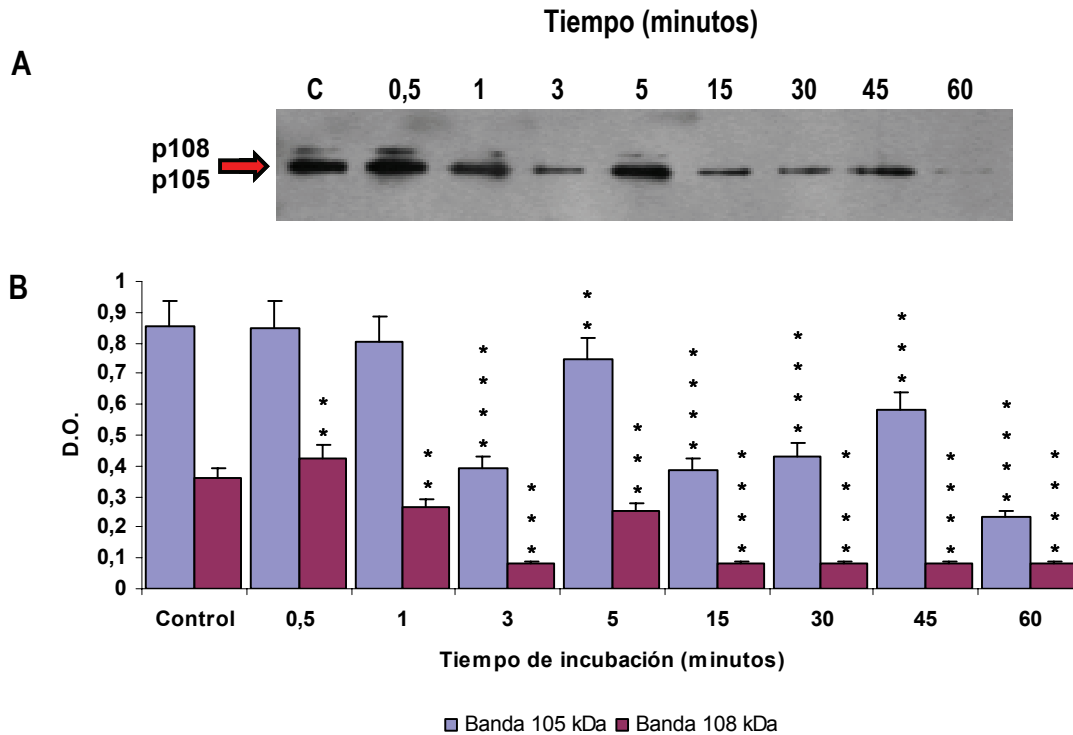 Tiempo (minutos)
A
C 0,5 1 3 5 15 30 45 60
p108
p105
B
1
0,9
0,8
0,7
0,6
0,5
0,4
0,3
0,2
0,1
0
D.O.
* *
* *
* * * *
* * *
* *
* * *
* * * *
* * * *
* * * *
* * * *
* * *
* * * *
* * * *
* * * *
Control 0,5 1 3 5 15 30 45 60
Tiempo de incubación (minutos)
Banda 105 kDa Banda 108 kDa